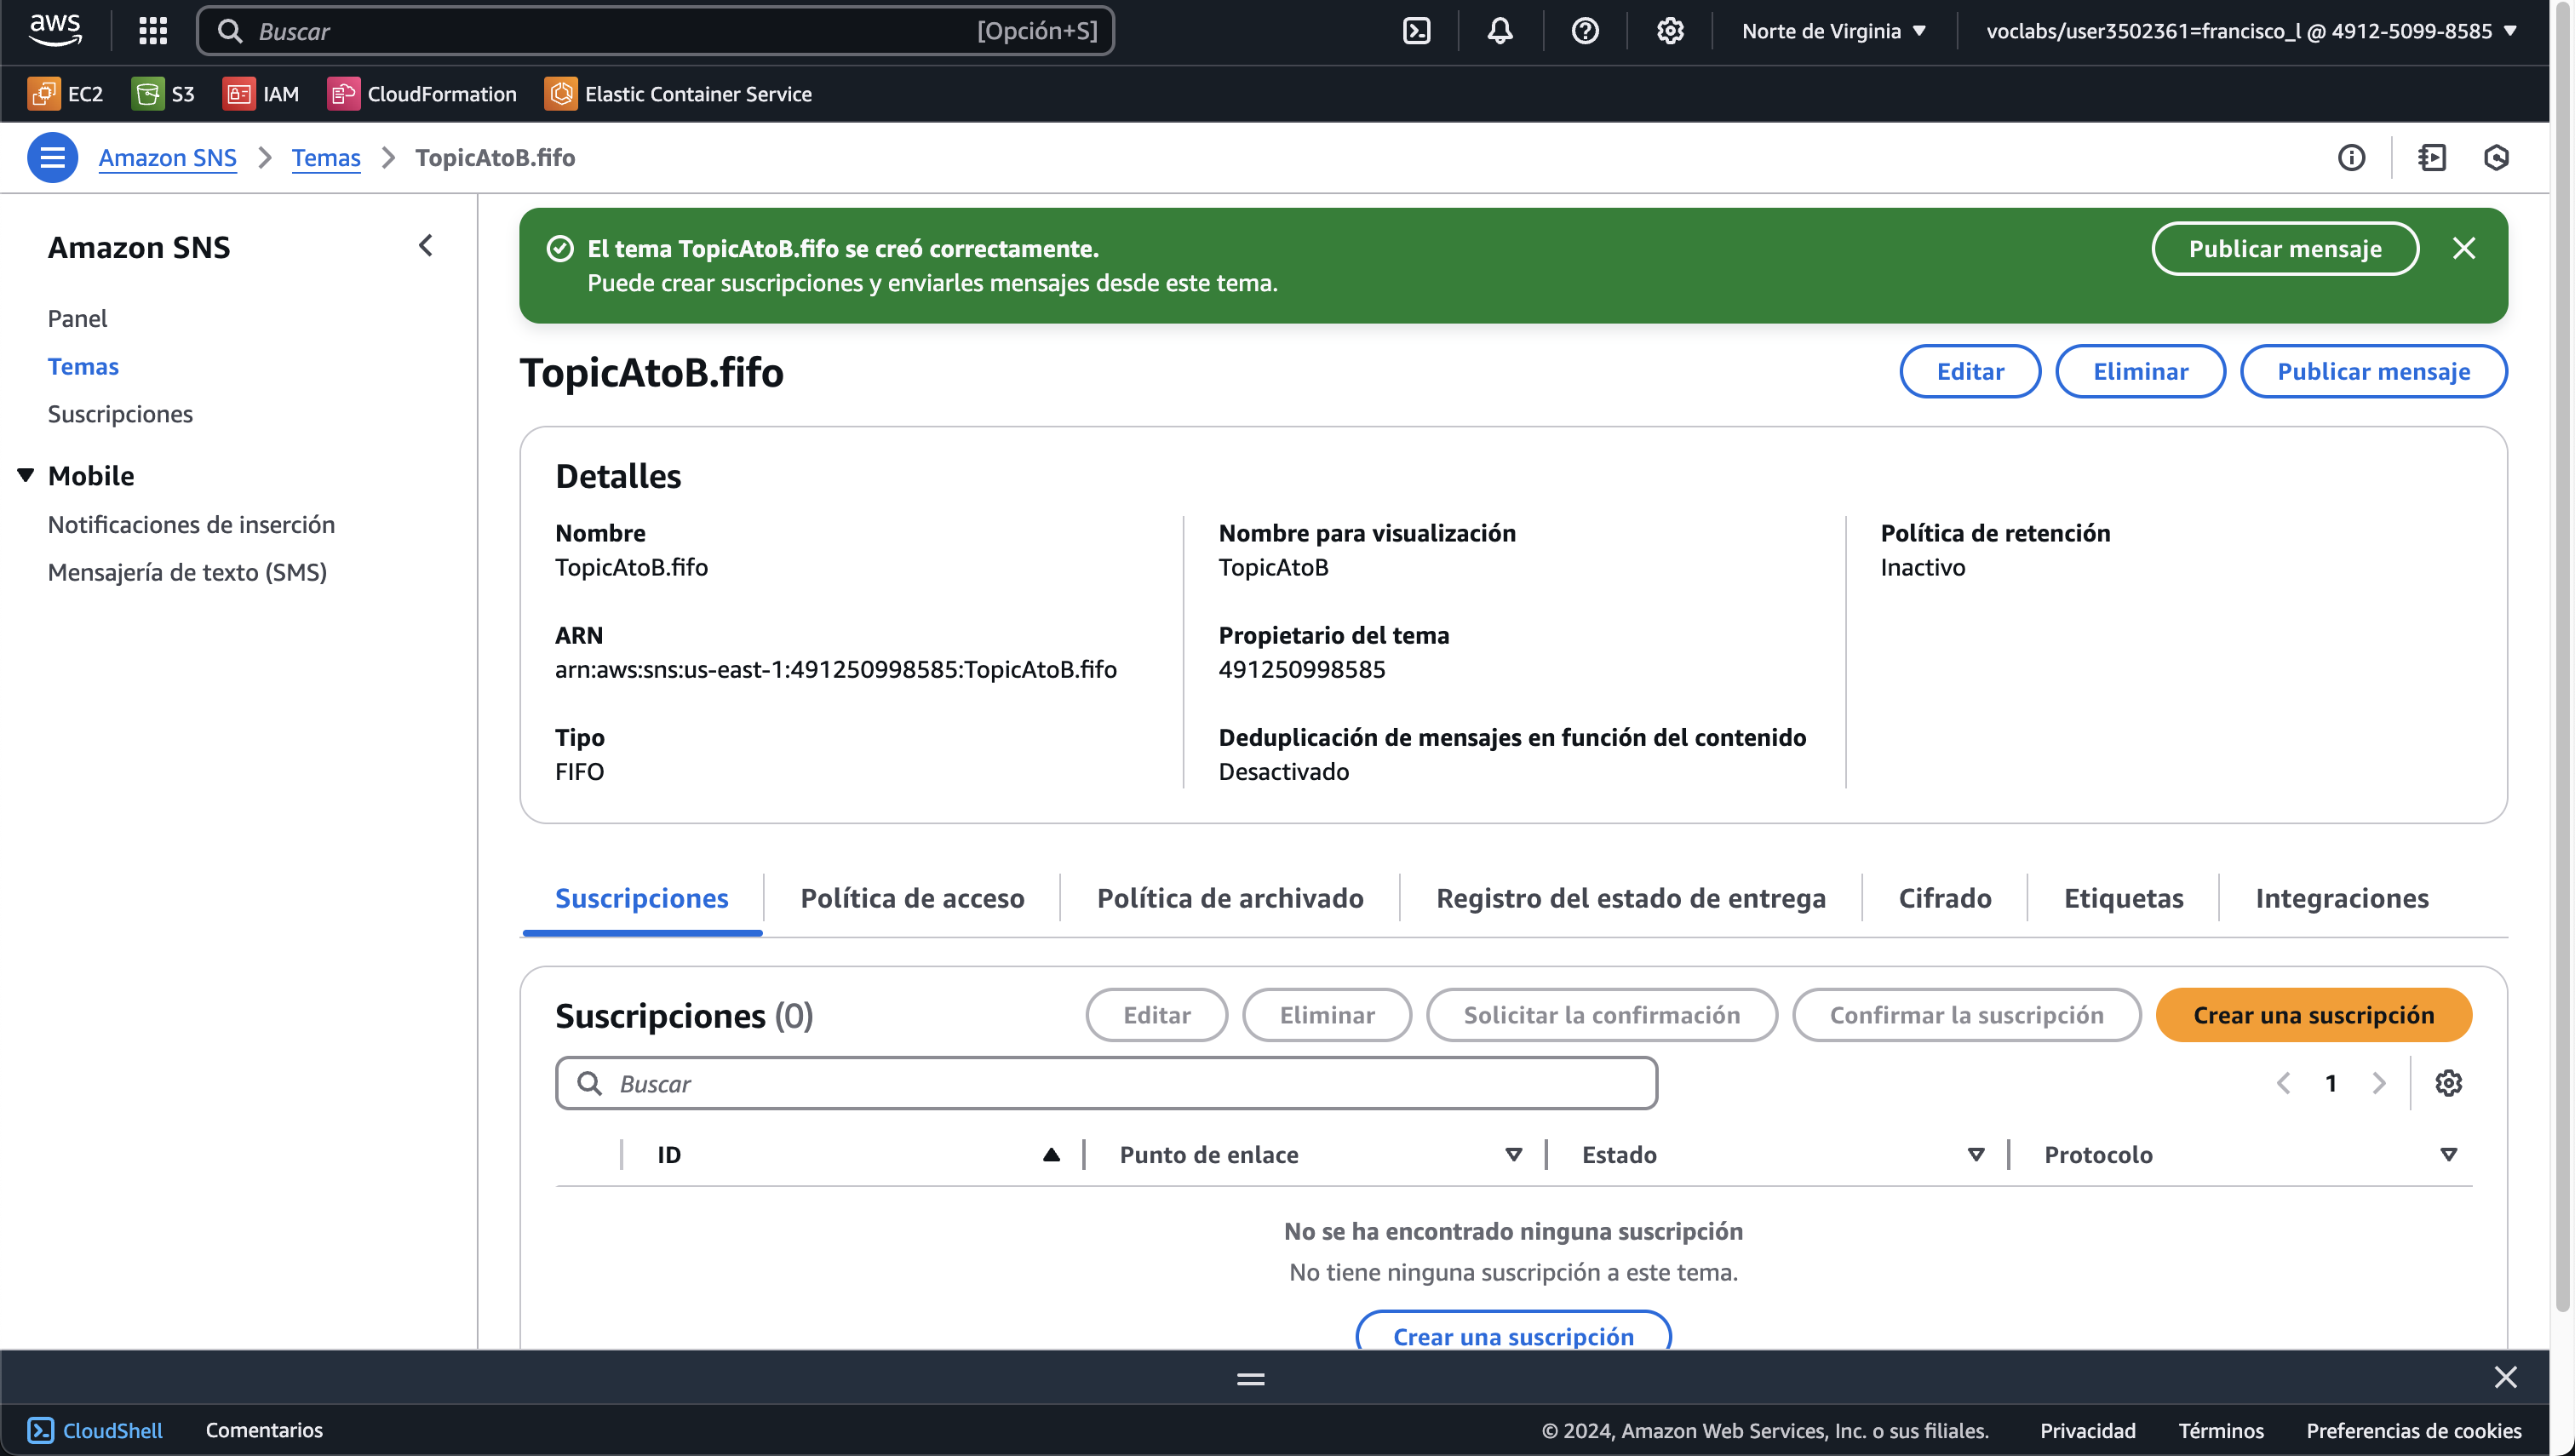 aws
Buscar [Opción+S]
Norte de Virginia
voclabs/user3502361=francisco_l @ 4912-5099-8585
EC2 S3 IAM CloudFormation Elastic Container Service
Amazon SNS > Temas > TopicAtoB.fifo
Amazon SNS
Panel
Temas
Suscripciones
Mobile
Notificaciones de inserción
Mensajería de texto (SMS)
El tema TopicAtoB.fifo se creó correctamente.
Puede crear suscripciones y enviarles mensajes desde este tema.
Publicar mensaje
TopicAtoB.fifo
Editar Eliminar Publicar mensaje
Detalles
Nombre
TopicAtoB.fifo
ARN
arn:aws:sns:us-east-1:491250998585:TopicAtoB.fifo
Tipo
FIFO
Nombre para visualización
TopicAtoB
Propietario del tema
491250998585
Deduplicación de mensajes en función del contenido
Desactivado
Política de retención
Inactivo
Suscripciones Política de acceso Política de archivado Registro del estado de entrega Cifrado Etiquetas Integraciones
Suscripciones (0)
Editar Eliminar Solicitar la confirmación Confirmar la suscripción Crear una suscripción
Buscar
1
ID Punto de enlace Estado Protocolo
No se ha encontrado ninguna suscripción
No tiene ninguna suscripción a este tema.
Crear una suscripción
CloudShell Comentarios
© 2024, Amazon Web Services, Inc. o sus filiales. Privacidad Términos Preferencias de cookies